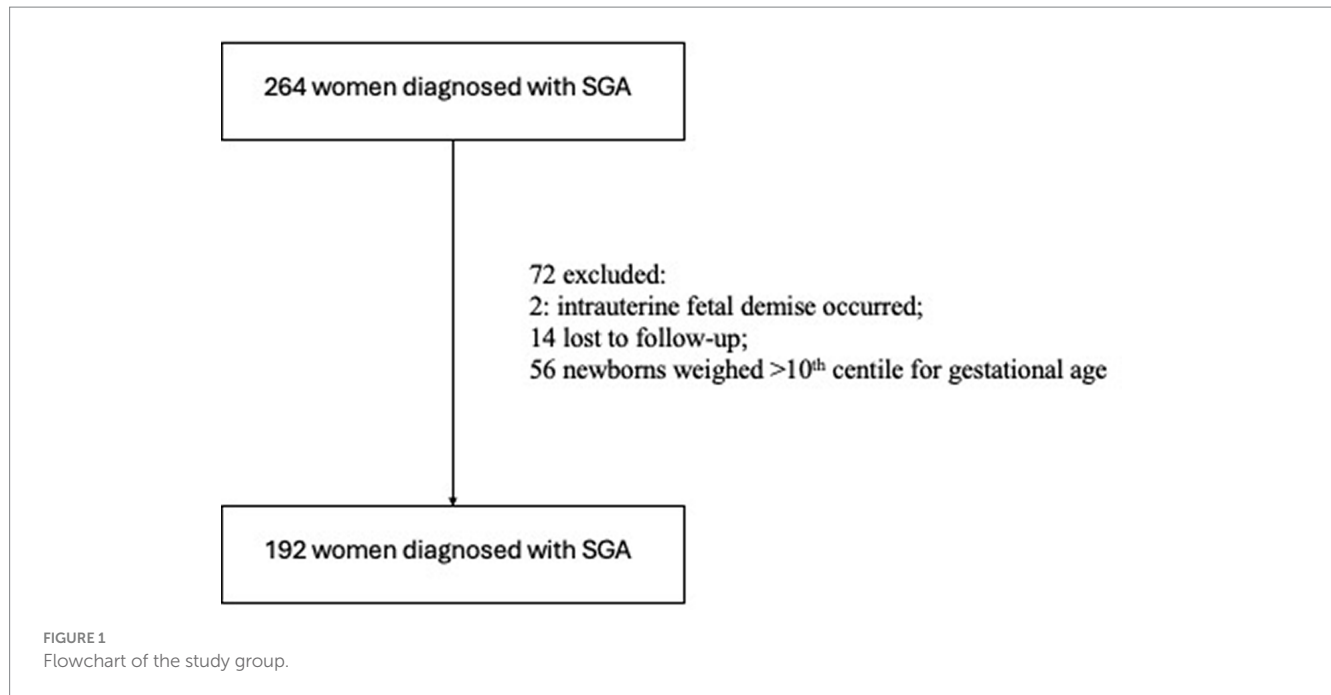 264 women diagnosed with SGA
72 excluded:
2: intrauterine fetal demise occurred;
14 lost to follow-up;
56 newborns weighed >10th centile for gestational age
192 women diagnosed with SGA
FIGURE 1
Flowchart of the study group.